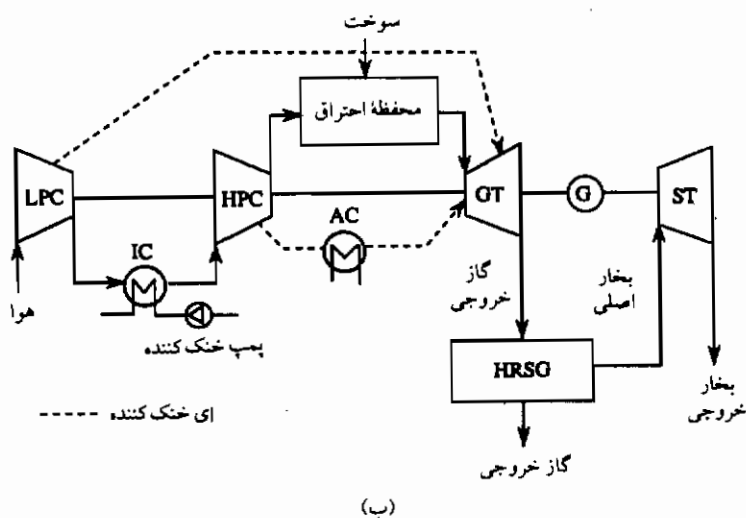 سوخت
محفظهٔ احتراق
LPC
HPC
GT
G
ST
AC
IC
هوا
پمپ خنک کننده
گاز
خروجی
بخار
اصلی
HRSG
بخار
خروجی
ای خنک کننده
گاز خروجی
(ب)